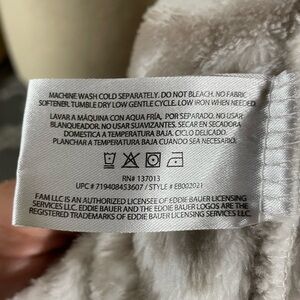 MACHINE WASH COLD SEPARATELY. DO NOT BLEACH. NO FABRIC
SOFTENER. TUMBLE DRY LOW GENTLE CYCLE. LOW IRON WHEN NEEDED.
LAVAR A MÁQUINA CON AQUA FRÍA, POR SEPARADO. NO USAR
BLANQUEADOR. NO USAR SUAVIZANTES. SECAR EN SECADORA
DOMESTICA A TEMPERATURA BAJA. CICLO DELICADO.
PLANCHAR A TEMPERATURA BAJA CUANDO SEA NECESARIO.
RN# 137013
UPC # 719408453607 / STYLE # EB002021
FAM LLC IS AN AUTHORIZED LICENSEE OF EDDIE BAUER LICENSING
SERVICES LLC. EDDIE BAUER AND THE EDDIE BAUER LOGOS ARE THE
REGISTERED TRADEMARKS OF EDDIE BAUER LICENSING SERVICES, LLC.